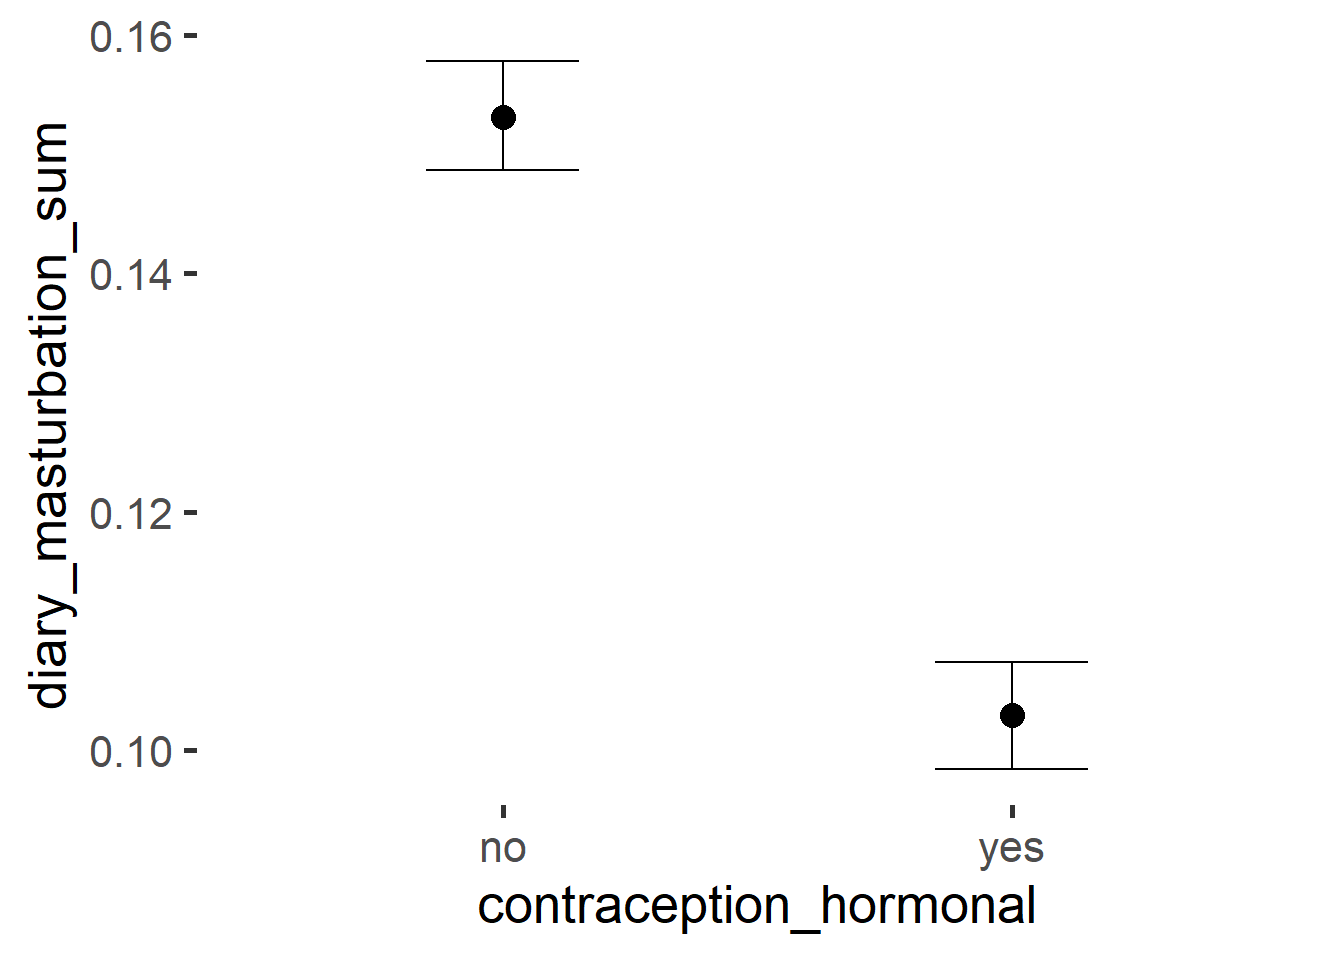 diary_masturbation_sum
0.16
0.14
0.12
0.10
no yes
contraception_hormonal